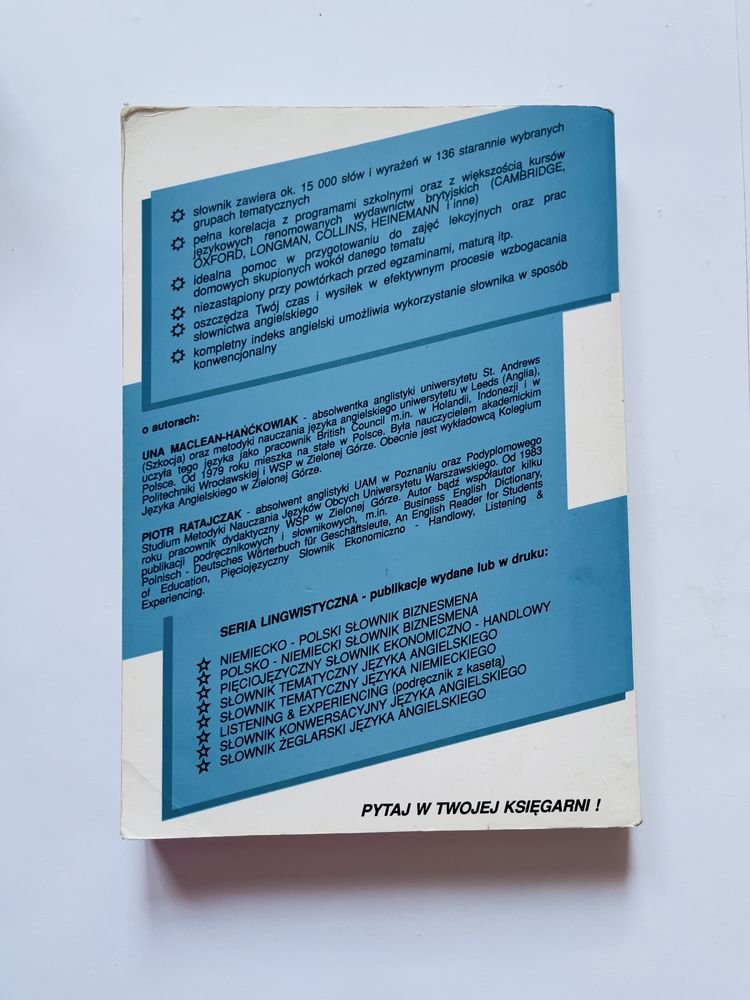 słownik zawiera ok. 15 000 słów i wyrażeń w 136 starannie wybranych
grupach tematycznych
pełna korelacja z programami szkolnymi oraz z większością kursów
językowych renomowanych wydawnictw brytyjskich (CAMBRIDGE,
OXFORD, LONGMAN, COLLINS, HEINEMANN i inne)
idealna pomoc w przygotowaniu do zajęć lekcyjnych oraz prac
domowych skupionych wokół danego tematu
niezastąpiony przy powtórkach przed egzaminami, maturą itp.
oszczędza Twój czas i wysiłek w efektywnym procesie wzbogacania
słownictwa angielskiego
kompletny indeks angielski umożliwia wykorzystanie słownika w sposób
konwencjonalny
o autorach:
UNA MACLEAN-HAŃĆKOWIAK - absolwentka anglistyki uniwersytetu St. Andrews
(Szkocja) oraz metodyki nauczania języka angielskiego uniwersytetu w Leeds (Anglia),
uczyła tego języka jako pracownik British Council m.in. w Holandii, Indonezji i w
Polsce. Od 1979 roku mieszka na stałe w Polsce. Była nauczycielem akademickim
Politechniki Wrocławskiej i WSP w Zielonej Górze. Obecnie jest wykładowcą Kolegium
Języka Angielskiego w Zielonej Górze.
PIOTR RATAJCZAK - absolwent anglistyki UAM w Poznaniu oraz Podyplomowego
Studium Metodyki Nauczania Języków Obcych Uniwersytetu Warszawskiego. Od 1983
roku pracownik dydaktyczny WSP w Zielonej Górze. Autor bądź współautor kilku
publikacji podręcznikowych i słownikowych, m.in. Business English Dictionary,
Polnisch - Deutsches Wörterbuch für Geschäftsleute, An English Reader for Students
of Education, Pięciojęzyczny Słownik Ekonomiczno - Handlowy, Listening &
Experiencing.
SERIA LINGWISTYCZNA - publikacje wydane lub w druku:
NIEMIECKO - POLSKI SŁOWNIK BIZNESMENA
POLSKO - NIEMIECKI SŁOWNIK BIZNESMENA
PIĘCIOJĘZYCZNY SŁOWNIK EKONOMICZNO - HANDLOWY
SŁOWNIK TEMATYCZNY JĘZYKA ANGIELSKIEGO
SŁOWNIK TEMATYCZNY JĘZYKA NIEMIECKIEGO
LISTENING & EXPERIENCING (podręcznik z kasetą)
SŁOWNIK KONWERSACYJNY JĘZYKA ANGIELSKIEGO
SŁOWNIK ŻEGLARSKI JĘZYKA ANGIELSKIEGO
PYTAJ W TWOJEJ KSIĘGARNI !